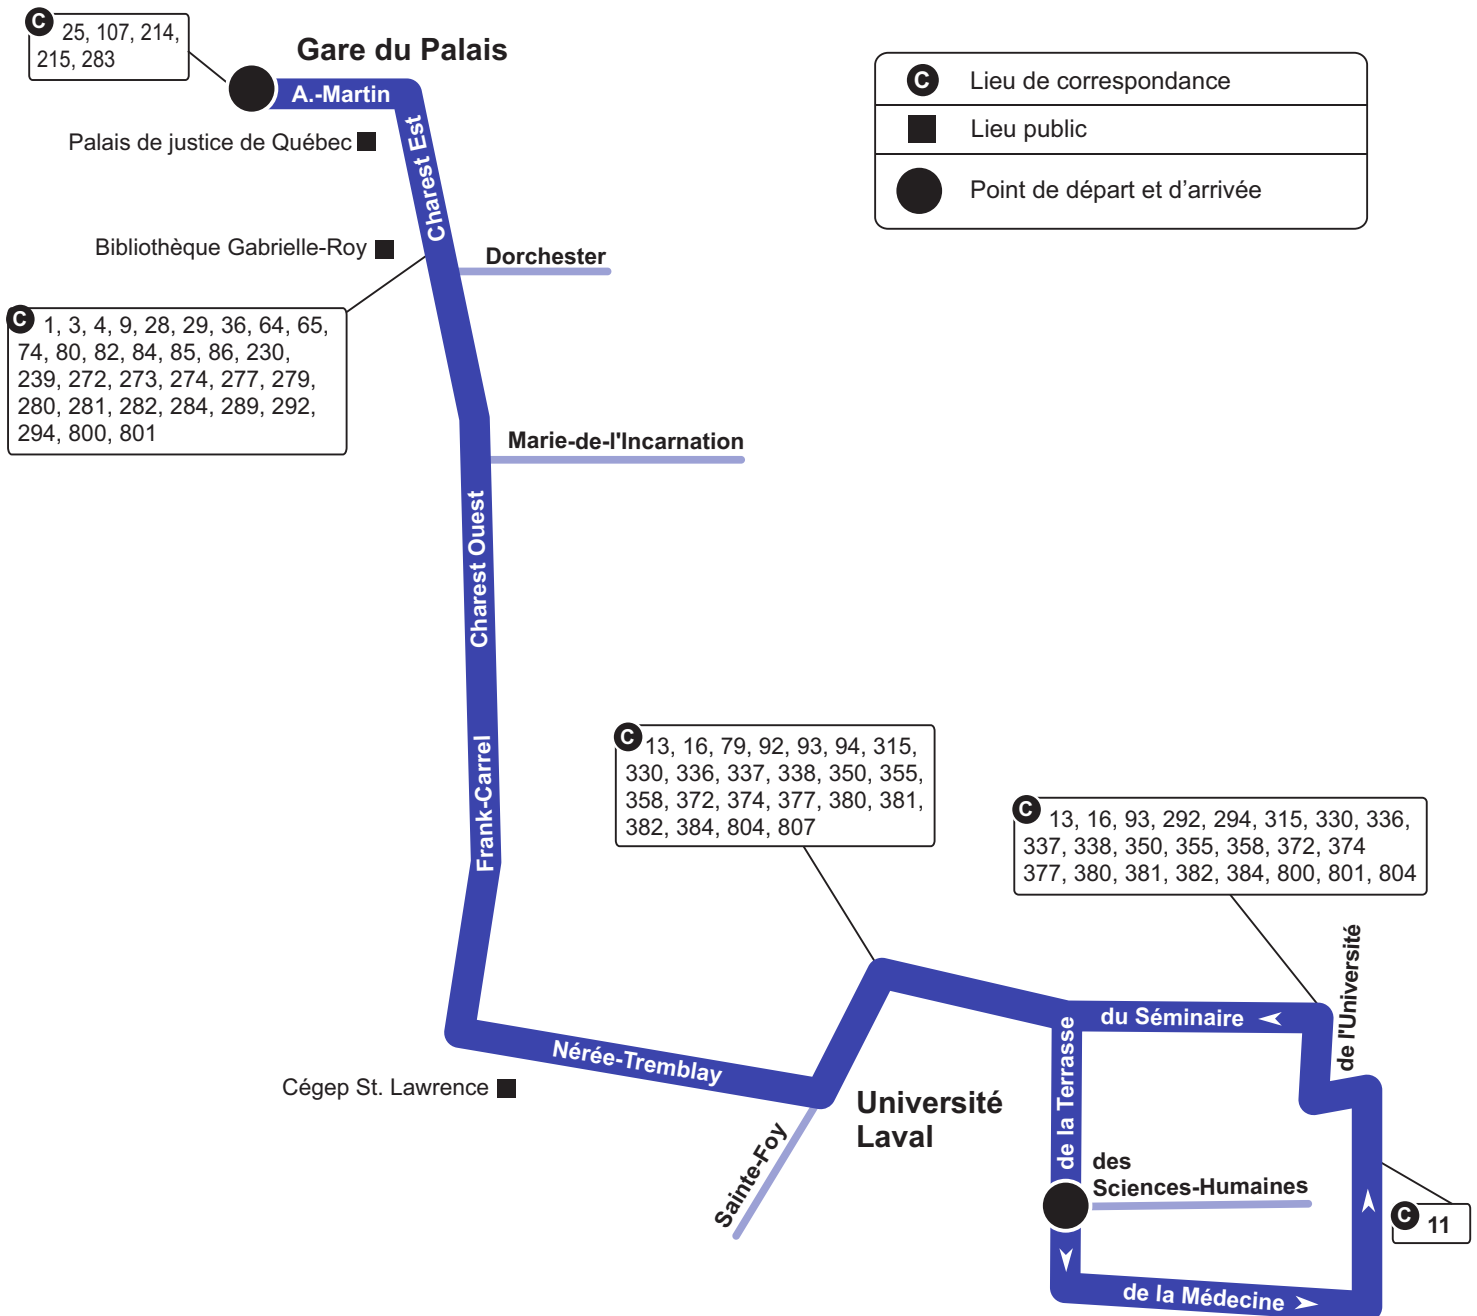 C 25, 107, 214,
215, 283
Gare du Palais
A.-Martin
C Lieu de correspondance
Lieu public
Point de départ et d'arrivée
Palais de justice de Québec
Charest Est
Bibliothèque Gabrielle-Roy
Dorchester
C 1, 3, 4, 9, 28, 29, 36, 64, 65,
74, 80, 82, 84, 85, 86, 230,
239, 272, 273, 274, 277, 279,
280, 281, 282, 284, 289, 292,
294, 800, 801
Marie-de-l'Incarnation
Charest Ouest
Frank-Carrel
C 13, 16, 79, 92, 93, 94, 315,
330, 336, 337, 338, 350, 355,
358, 372, 374, 377, 380, 381,
382, 384, 804, 807
C 13, 16, 93, 292, 294, 315, 330, 336,
337, 338, 350, 355, 358, 372, 374
377, 380, 381, 382, 384, 800, 801, 804
de l'Université
du Séminaire
Nérée-Tremblay
Cégep St. Lawrence
Université
Laval
de la Terrasse
Sainte-Foy
des
Sciences-Humaines
C 11
de la Médecine